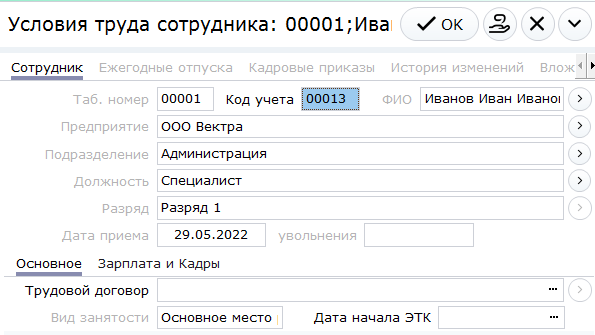 Условия труда сотрудника: 00001;Иван OK
Сотрудник Ежегодные отпуска Кадровые приказы История изменений Влож
Таб. номер 00001 Код учета 00013 ФИО Иванов Иван Иванов
Предприятие ООО Вектра
Подразделение Администрация
Должность Специалист
Разряд Разряд 1
Дата приема 29.05.2022 увольнения
Основное Зарплата и Кадры
Трудовой договор ...
Вид занятости Основное место Дата начала ЭТК ...